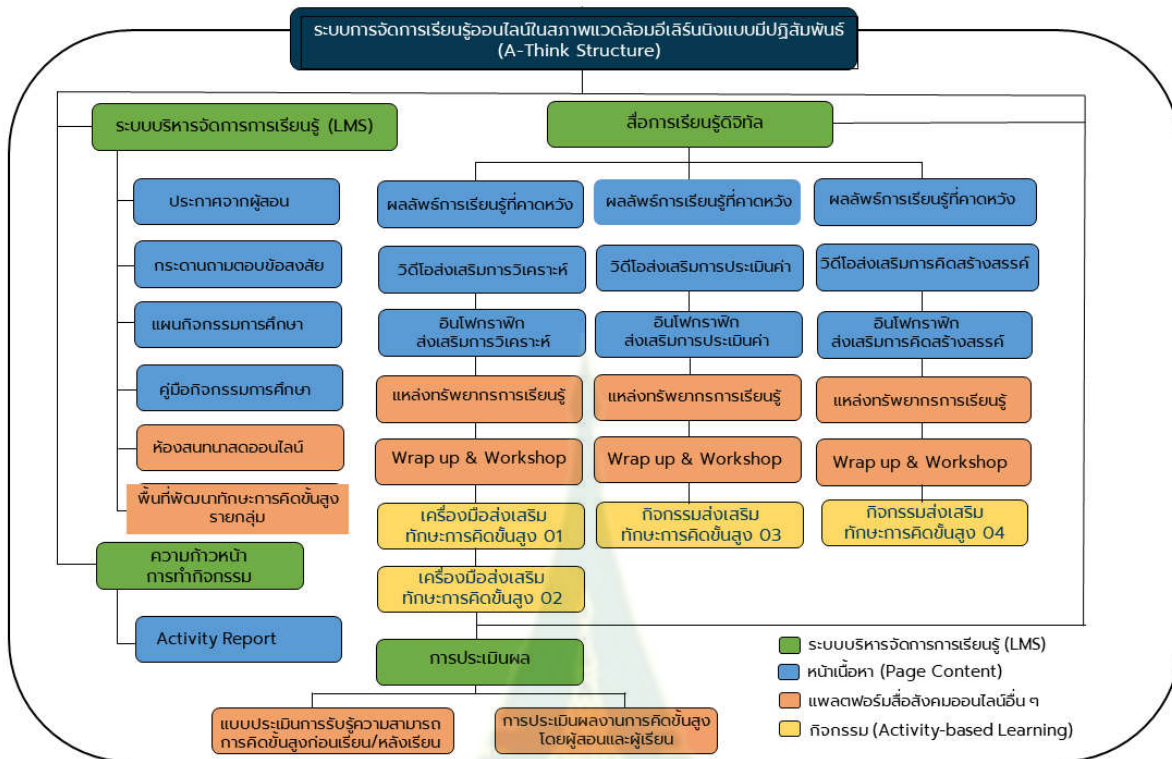 ระบบการจัดการเรียนรู้ออนไลน์ในสภาพแวดล้อมอีเลิร์นนิงแบบมีปฏิสัมพันธ์
(A-Think Structure)
ระบบบริหารจัดการการเรียนรู้ (LMS)
ประกาศจากผู้สอน
กระดานถามตอบข้อสงสัย
แผนกิจกรรมการศึกษา
คู่มือกิจกรรมการศึกษา
ห้องสนทนาสดออนไลน์
พื้นที่พัฒนาทักษะการคิดขั้นสูง
รายกลุ่ม
ความก้าวหน้า
การทำกิจกรรม
Activity Report
สื่อการเรียนรู้ดิจิทัล
ผลลัพธ์การเรียนรู้ที่คาดหวัง
วิดีโอส่งเสริมการวิเคราะห์
อินโฟกราฟิก
ส่งเสริมการวิเคราะห์
แหล่งทรัพยากรการเรียนรู้
Wrap up & Workshop
เครื่องมือส่งเสริม
ทักษะการคิดขั้นสูง 01
เครื่องมือส่งเสริม
ทักษะการคิดขั้นสูง 02
ผลลัพธ์การเรียนรู้ที่คาดหวัง
วิดีโอส่งเสริมการประเมินค่า
อินโฟกราฟิก
ส่งเสริมการประเมินค่า
แหล่งทรัพยากรการเรียนรู้
Wrap up & Workshop
กิจกรรมส่งเสริม
ทักษะการคิดขั้นสูง 03
ผลลัพธ์การเรียนรู้ที่คาดหวัง
วิดีโอส่งเสริมการคิดสร้างสรรค์
อินโฟกราฟิก
ส่งเสริมการคิดสร้างสรรค์
แหล่งทรัพยากรการเรียนรู้
Wrap up & Workshop
กิจกรรมส่งเสริม
ทักษะการคิดขั้นสูง 04
การประเมินผล
แบบประเมินการรับรู้ความสามารถ
การคิดขั้นสูงก่อนเรียน/หลังเรียน
การประเมินผลงานการคิดขั้นสูง
โดยผู้สอนและผู้เรียน
ระบบบริหารจัดการการเรียนรู้ (LMS)
หน้าเนื้อหา (Page Content)
แพลตฟอร์มสื่อสังคมออนไลน์อื่น ๆ
กิจกรรม (Activity-based Learning)